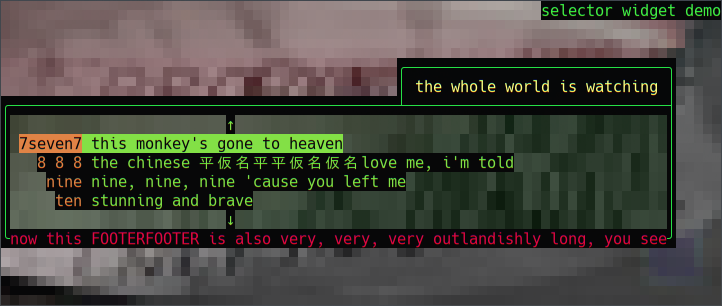 selector widget demo
the whole world is watching
↑
7seven7 this monkey's gone to heaven
8 8 8 the chinese 平仮名平平仮名仮名love me, i'm told
nine nine, nine, nine 'cause you left me
ten stunning and brave
↓
now this FOOTERFOOTER is also very, very, very outlandishly long, you see